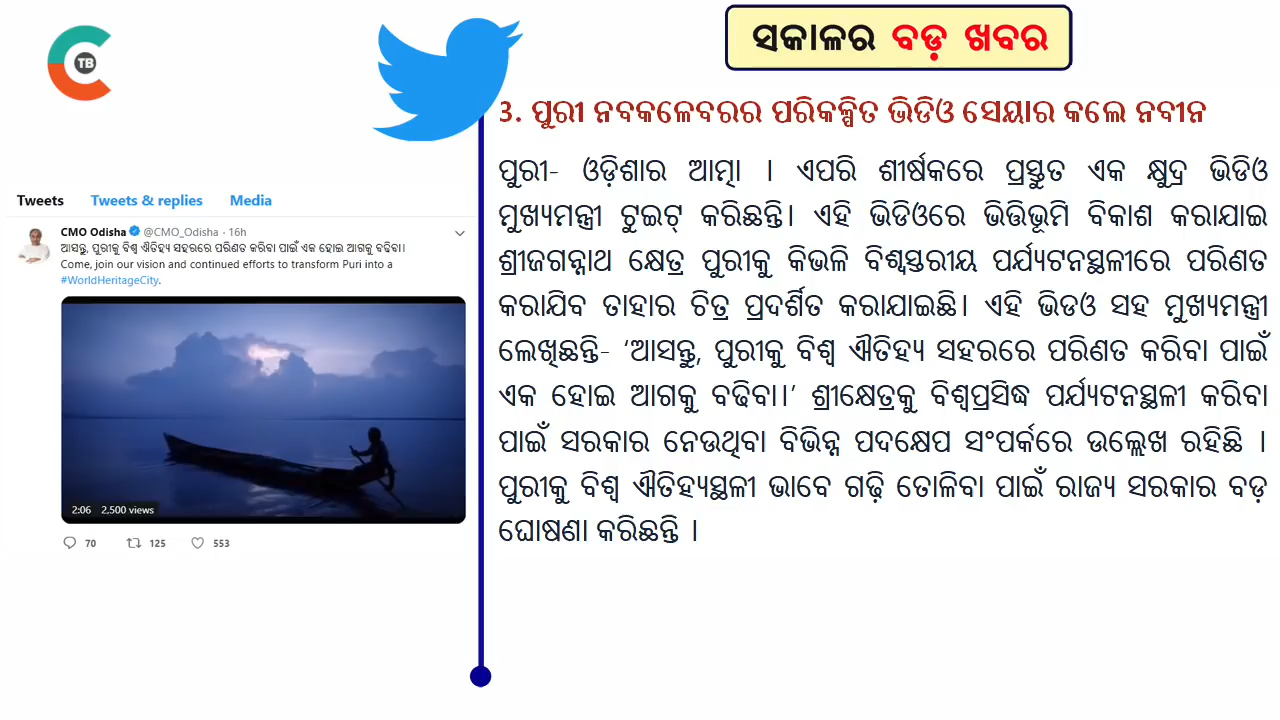 TB
ସକାଳର ବଡ଼ ଖବର
3. ପୁରୀ ନବକଳେବରର ପରିକଳ୍ପିତ ଭିଡିଓ ସେୟାର କଲେ ନବୀନ
ପୁରୀ- ଓଡ଼ିଶାର ଆତ୍ମା । ଏପରି ଶୀର୍ଷକରେ ପ୍ରସ୍ତୁତ ଏକ କ୍ଷୁଦ୍ର ଭିଡିଓ
ମୁଖ୍ୟମନ୍ତ୍ରୀ ଟୁଇଟ୍ କରିଛନ୍ତି। ଏହି ଭିଡିଓରେ ଭିତ୍ତିଭୂମି ବିକାଶ କରାଯାଇ
ଶ୍ରୀଜଗନ୍ନାଥ କ୍ଷେତ୍ର ପୁରୀକୁ କିଭଳି ବିଶ୍ୱସ୍ତରୀୟ ପର୍ଯ୍ୟଟନସ୍ଥଳୀରେ ପରିଣତ
କରାଯିବ ତାହାର ଚିତ୍ର ପ୍ରଦର୍ଶିତ କରାଯାଇଛି। ଏହି ଭିଡଓ ସହ ମୁଖ୍ୟମନ୍ତ୍ରୀ
ଲେଖିଛନ୍ତି- ‘ଆସନ୍ତୁ, ପୁରୀକୁ ବିଶ୍ୱ ଐତିହ୍ୟ ସହରରେ ପରିଣତ କରିବା ପାଇଁ
ଏକ ହୋଇ ଆଗକୁ ବଢିବା।’ ଶ୍ରୀକ୍ଷେତ୍ରକୁ ବିଶ୍ୱପ୍ରସିଦ୍ଧ ପର୍ଯ୍ୟଟନସ୍ଥଳୀ କରିବା
ପାଇଁ ସରକାର ନେଉଥିବା ବିଭିନ୍ନ ପଦକ୍ଷେପ ସଂପର୍କରେ ଉଲ୍ଲେଖ ରହିଛି ।
ପୁରୀକୁ ବିଶ୍ୱ ଐତିହ୍ୟସ୍ଥଳୀ ଭାବେ ଗଢ଼ି ତୋଳିବା ପାଇଁ ରାଜ୍ୟ ସରକାର ବଡ଼
ଘୋଷଣା କରିଛନ୍ତି ।
Tweets Tweets & replies Media
CMO Odisha @CMO_Odisha · 16h
ଆସନ୍ତୁ, ପୁରୀକୁ ବିଶ୍ୱ ଐତିହ୍ୟ ସହରରେ ପରିଣତ କରିବା ପାଇଁ ଏକ ହୋଇ ଆଗକୁ ବଢିବା।
Come, join our vision and continued efforts to transform Puri into a
#WorldHeritageCity.
2:06 2,500 views
70 125 553